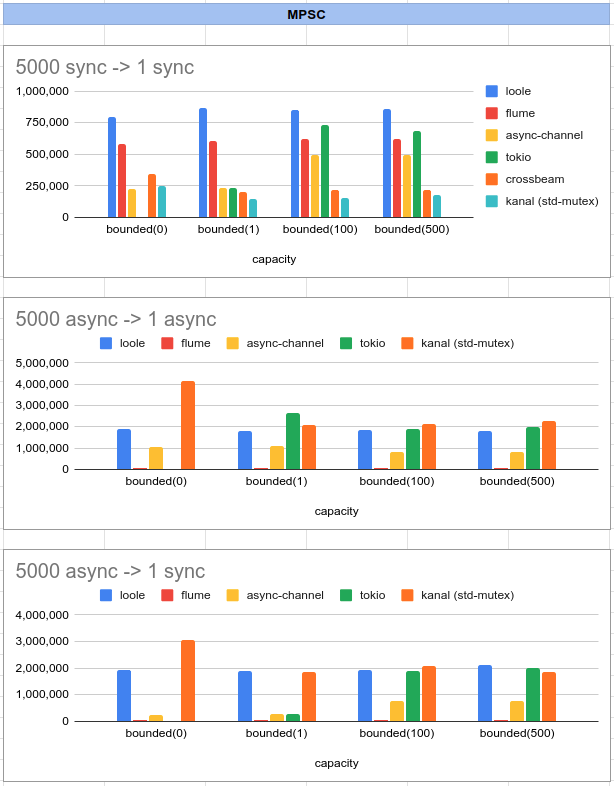 MPSC
5000 sync -> 1 sync
1,000,000
750,000
500,000
250,000
0
bounded(0) bounded(1) bounded(100) bounded(500)
capacity
loole
flume
async-channel
tokio
crossbeam
kanal (std-mutex)
5000 async -> 1 async
loole flume async-channel tokio kanal (std-mutex)
5,000,000
4,000,000
3,000,000
2,000,000
1,000,000
0
bounded(0) bounded(1) bounded(100) bounded(500)
capacity
5000 async -> 1 sync
loole flume async-channel tokio kanal (std-mutex)
4,000,000
3,000,000
2,000,000
1,000,000
0
bounded(0) bounded(1) bounded(100) bounded(500)
capacity